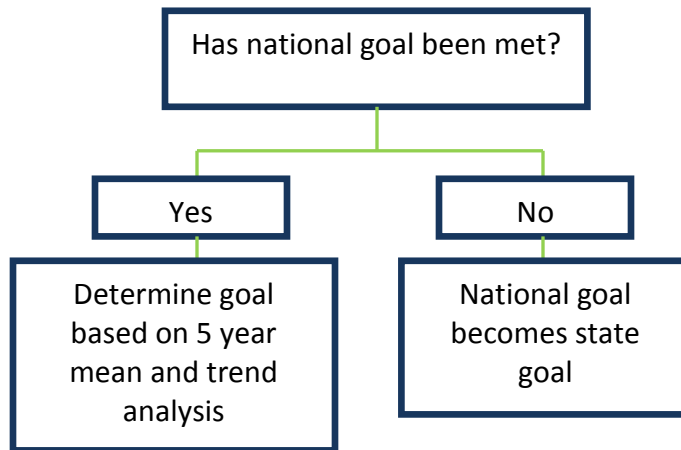 Has national goal been met?
Yes
No
Determine goal
based on 5 year
mean and trend
analysis
National goal
becomes state
goal